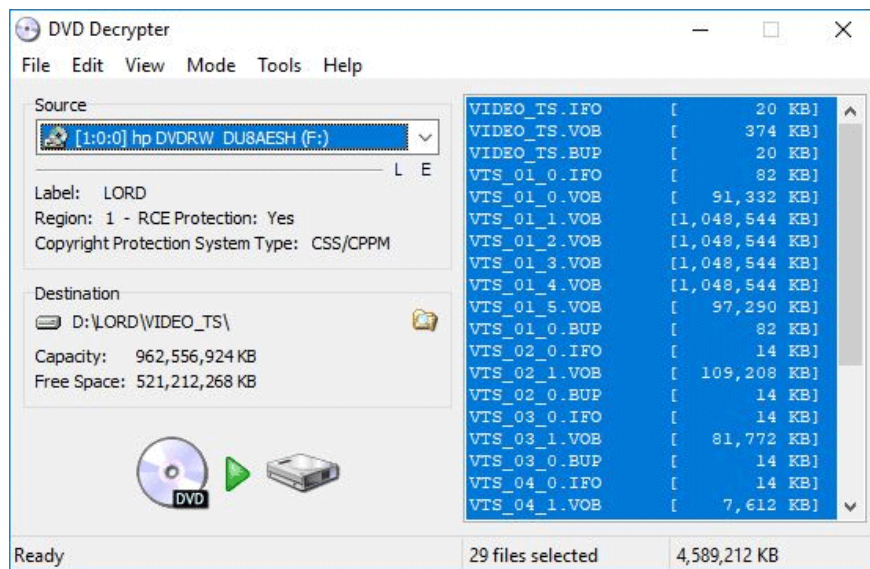 DVD Decrypter
File Edit View Mode Tools Help
Source
[1:0:0] hp DVDRW DU8AESH (F:)
L E
Label: LORD
Region: 1 - RCE Protection: Yes
Copyright Protection System Type: CSS/CPPM
Destination
D:\LORD\VIDEO_TS\
Capacity: 962,556,924 KB
Free Space: 521,212,268 KB
DVD
VIDEO_TS.IFO [ 20 KB]
VIDEO_TS.VOB [ 374 KB]
VIDEO_TS.BUP [ 20 KB]
VTS_01_0.IFO [ 82 KB]
VTS_01_0.VOB [ 91,332 KB]
VTS_01_1.VOB [1,048,544 KB]
VTS_01_2.VOB [1,048,544 KB]
VTS_01_3.VOB [1,048,544 KB]
VTS_01_4.VOB [1,048,544 KB]
VTS_01_5.VOB [ 97,290 KB]
VTS_01_0.BUP [ 82 KB]
VTS_02_0.IFO [ 14 KB]
VTS_02_1.VOB [ 109,208 KB]
VTS_02_0.BUP [ 14 KB]
VTS_03_0.IFO [ 14 KB]
VTS_03_1.VOB [ 81,772 KB]
VTS_03_0.BUP [ 14 KB]
VTS_04_0.IFO [ 14 KB]
VTS_04_1.VOB [ 7,612 KB]
Ready 29 files selected 4,589,212 KB